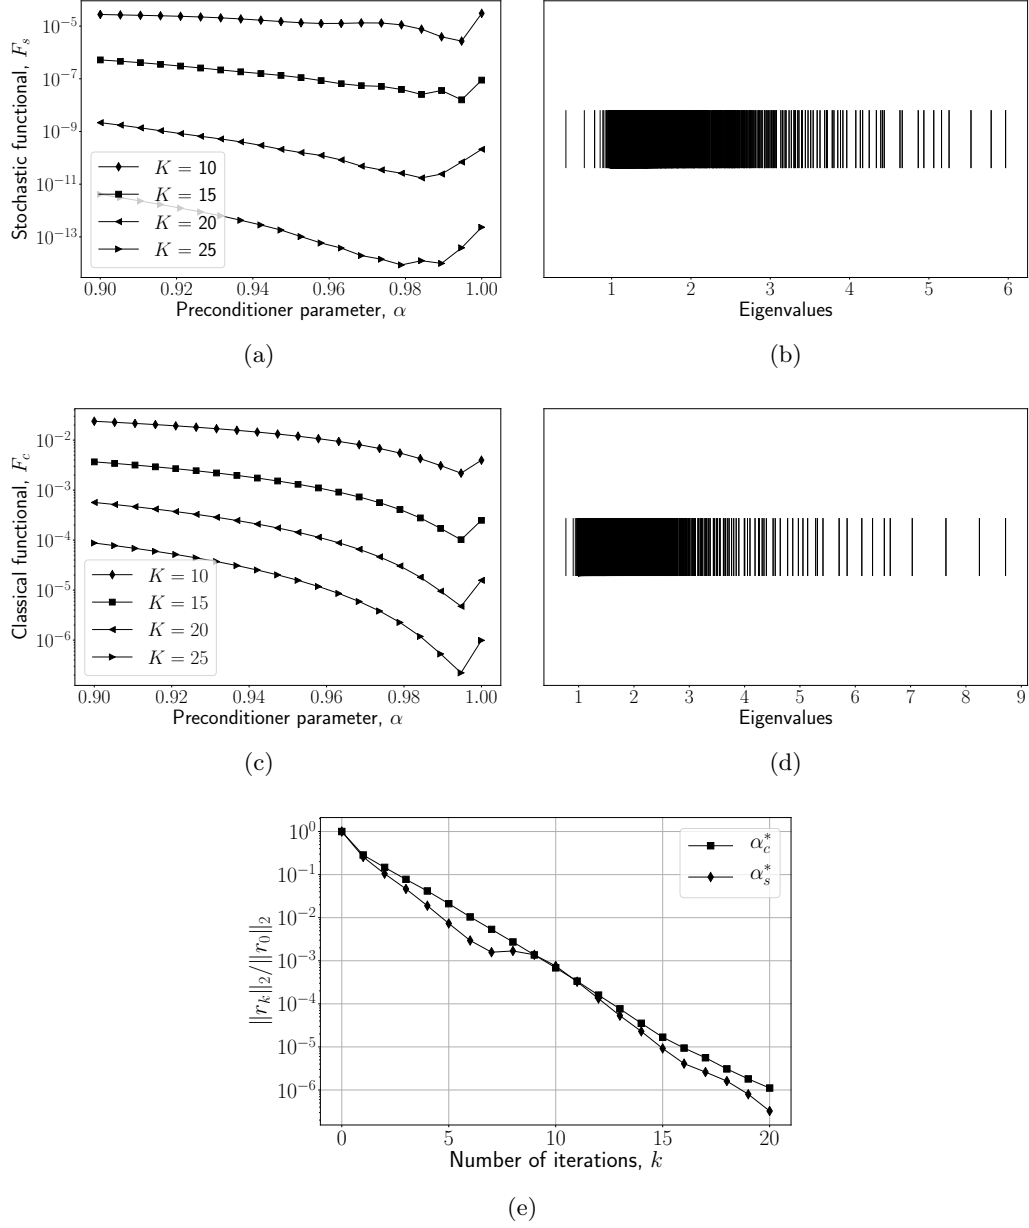 Stochastic functional, $F_s$
$10^{-5}$
$10^{-7}$
$10^{-9}$
$10^{-11}$
$10^{-13}$
$K = 10$
$K = 15$
$K = 20$
$K = 25$
0.90 0.92 0.94 0.96 0.98 1.00
Preconditioner parameter, $\alpha$
(a)
1 2 3 4 5 6
Eigenvalues
(b)
Classical functional, $F_c$
$10^{-2}$
$10^{-3}$
$10^{-4}$
$10^{-5}$
$10^{-6}$
$K = 10$
$K = 15$
$K = 20$
$K = 25$
0.90 0.92 0.94 0.96 0.98 1.00
Preconditioner parameter, $\alpha$
(c)
1 2 3 4 5 6 7 8 9
Eigenvalues
(d)
$||r_k||_2/||r_0||_2$
$10^0$
$10^{-1}$
$10^{-2}$
$10^{-3}$
$10^{-4}$
$10^{-5}$
$10^{-6}$
$\alpha_c^*$
$\alpha_s^*$
0 5 10 15 20
Number of iterations, $k$
(e)